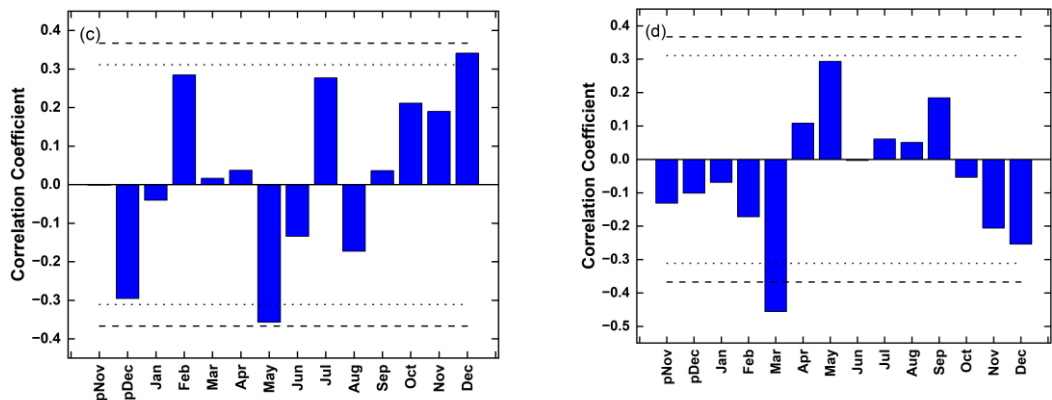 (c)
Correlation Coefficient
0.4
0.3
0.2
0.1
0.0
−0.1
−0.2
−0.3
−0.4
pNov
pDec
Jan
Feb
Mar
Apr
May
Jun
Jul
Aug
Sep
Oct
Nov
Dec
(d)
Correlation Coefficient
0.4
0.3
0.2
0.1
0.0
−0.1
−0.2
−0.3
−0.4
−0.5
pNov
pDec
Jan
Feb
Mar
Apr
May
Jun
Jul
Aug
Sep
Oct
Nov
Dec